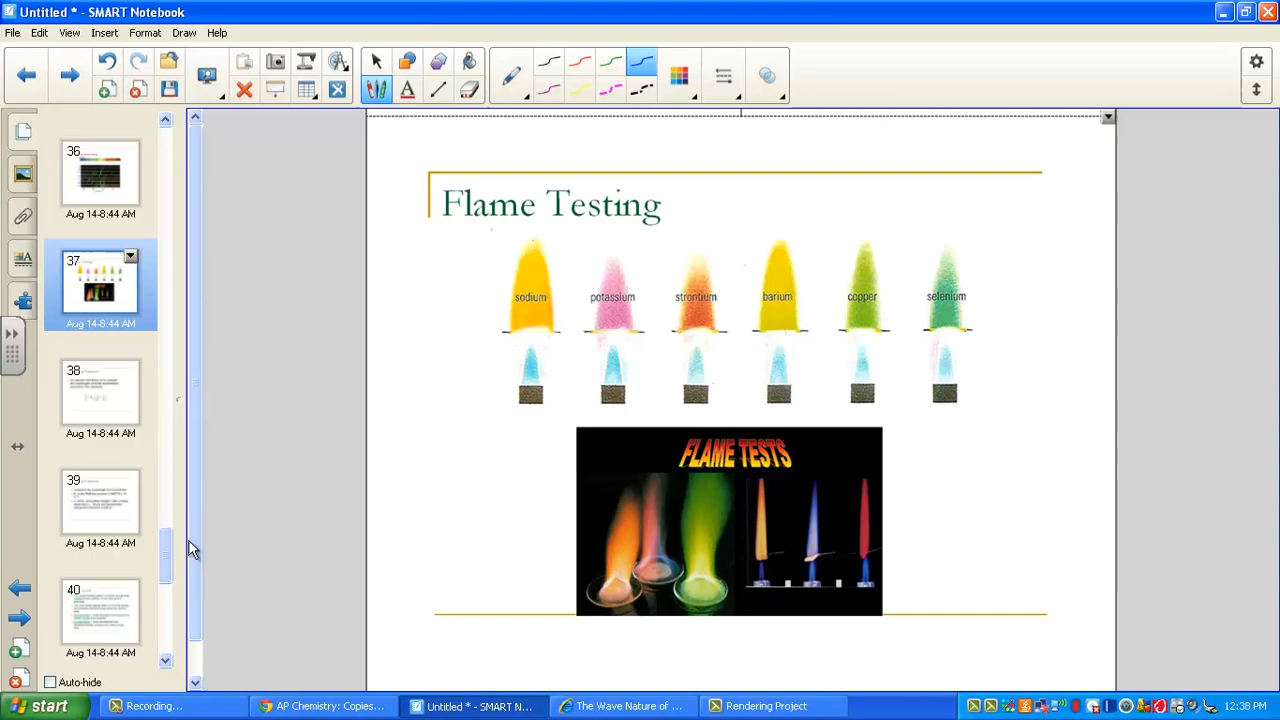 Untitled * - SMART Notebook
File Edit View Insert Format Draw Help
36
Aug 14-8:44 AM
37
Aug 14-8:44 AM
38
Aug 14-8:44 AM
39
Aug 14-8:44 AM
40
Aug 14-8:44 AM
Auto-hide
Flame Testing
sodium potassium strontium barium copper selenium
FLAME TESTS
start Recording... AP Chemistry: Copies... Untitled * - SMART N... The Wave Nature of ... Rendering Project 12:38 PM